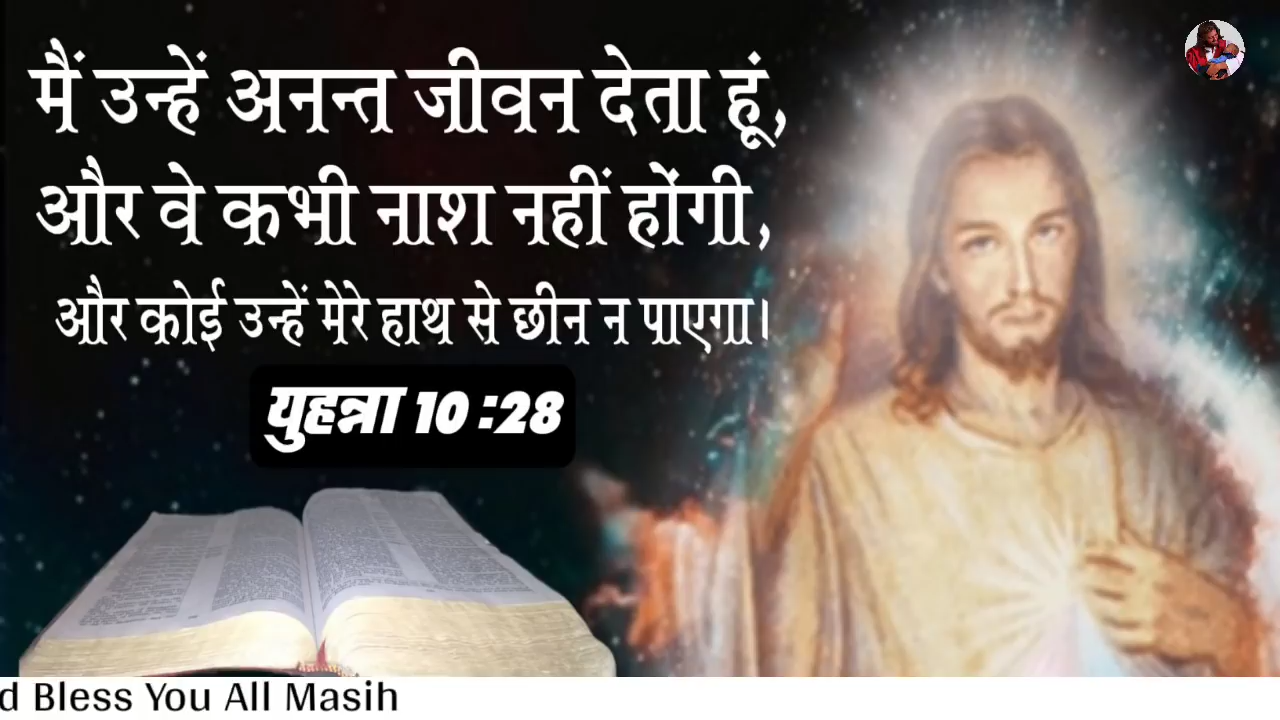 मैं उन्हें अनन्त जीवन देता हूं,
और वे कभी नाश नहीं होंगी,
और कोई उन्हें मेरे हाथ से छीन न पाएगा।
युहन्ना 10 :28
d Bless You All Masih